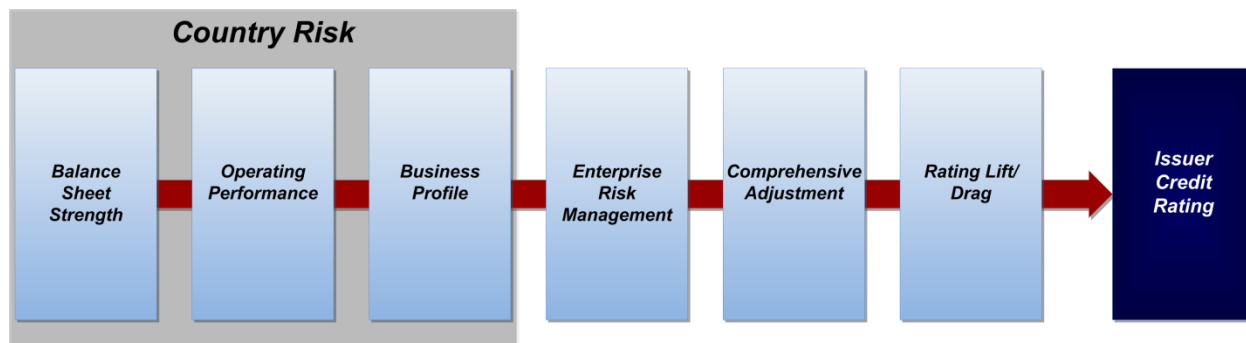 Country Risk
Balance
Sheet
Strength
Operating
Performance
Business
Profile
Enterprise
Risk
Management
Comprehensive
Adjustment
Rating Lift/
Drag
Issuer
Credit
Rating